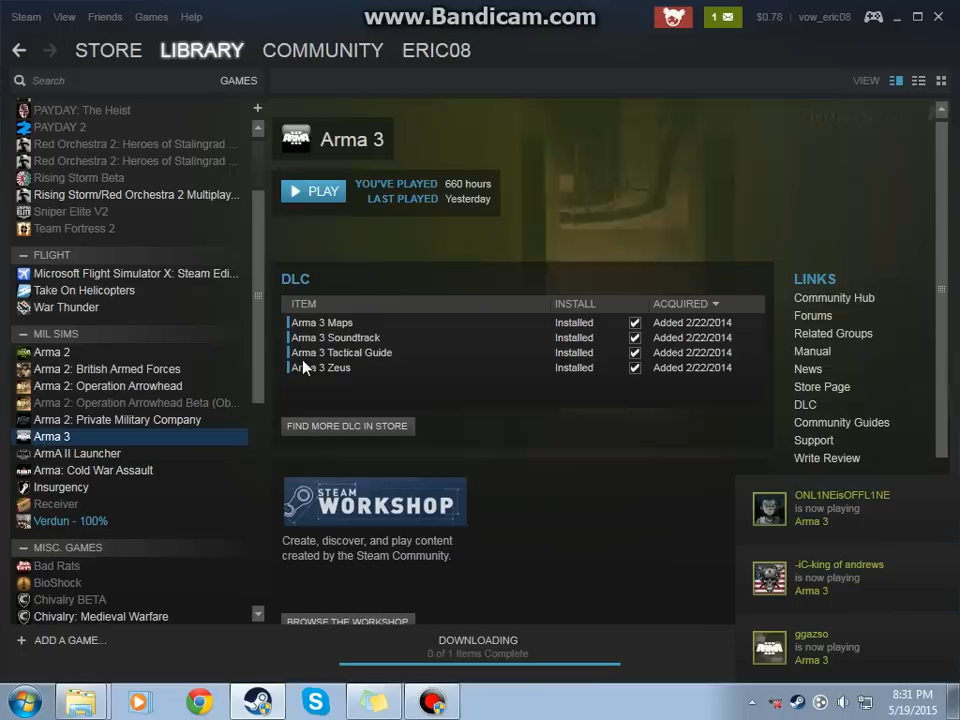 Steam View Friends Games Help
www.Bandicam.com
1 $0.78 vow_eric08
STORE LIBRARY COMMUNITY ERIC08
Search GAMES VIEW
PAYDAY: The Heist
PAYDAY 2
Red Orchestra 2: Heroes of Stalingrad ...
Red Orchestra 2: Heroes of Stalingrad ...
Rising Storm Beta
Rising Storm/Red Orchestra 2 Multiplay...
Sniper Elite V2
Team Fortress 2
FLIGHT
Microsoft Flight Simulator X: Steam Edi...
Take On Helicopters
War Thunder
MIL SIMS
Arma 2
Arma 2: British Armed Forces
Arma 2: Operation Arrowhead
Arma 2: Operation Arrowhead Beta (Ob...
Arma 2: Private Military Company
Arma 3
ArmA II Launcher
Arma: Cold War Assault
Insurgency
Receiver
Verdun - 100%
MISC. GAMES
Bad Rats
BioShock
Chivalry BETA
Chivalry: Medieval Warfare
ADD A GAME...
ARMA Arma 3
PLAY
YOU'VE PLAYED 660 hours
LAST PLAYED Yesterday
DLC
ITEM INSTALL ACQUIRED
Arma 3 Maps Installed Added 2/22/2014
Arma 3 Soundtrack Installed Added 2/22/2014
Arma 3 Tactical Guide Installed Added 2/22/2014
Arma 3 Zeus Installed Added 2/22/2014
FIND MORE DLC IN STORE
STEAM
WORKSHOP
Create, discover, and play content
created by the Steam Community.
BROWSE THE WORKSHOP
DOWNLOADING
0 of 1 Items Complete
LINKS
Community Hub
Forums
Related Groups
Manual
News
Store Page
DLC
Community Guides
Support
Write Review
ONL1NEisOFFL1NE
is now playing
Arma 3
-iC-king of andrews
is now playing
Arma 3
ggazso
is now playing
Arma 3
ARMA
8:31 PM
5/19/2015